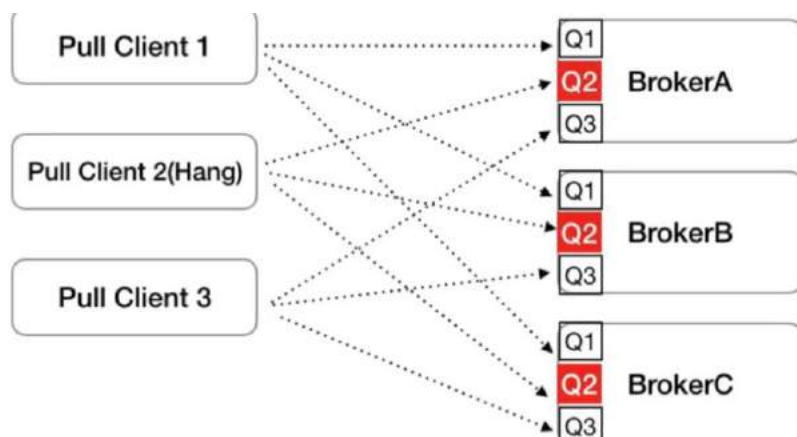 Pull Client 1
Pull Client 2(Hang)
Pull Client 3
Q1
Q2
Q3
BrokerA
Q1
Q2
Q3
BrokerB
Q1
Q2
Q3
BrokerC